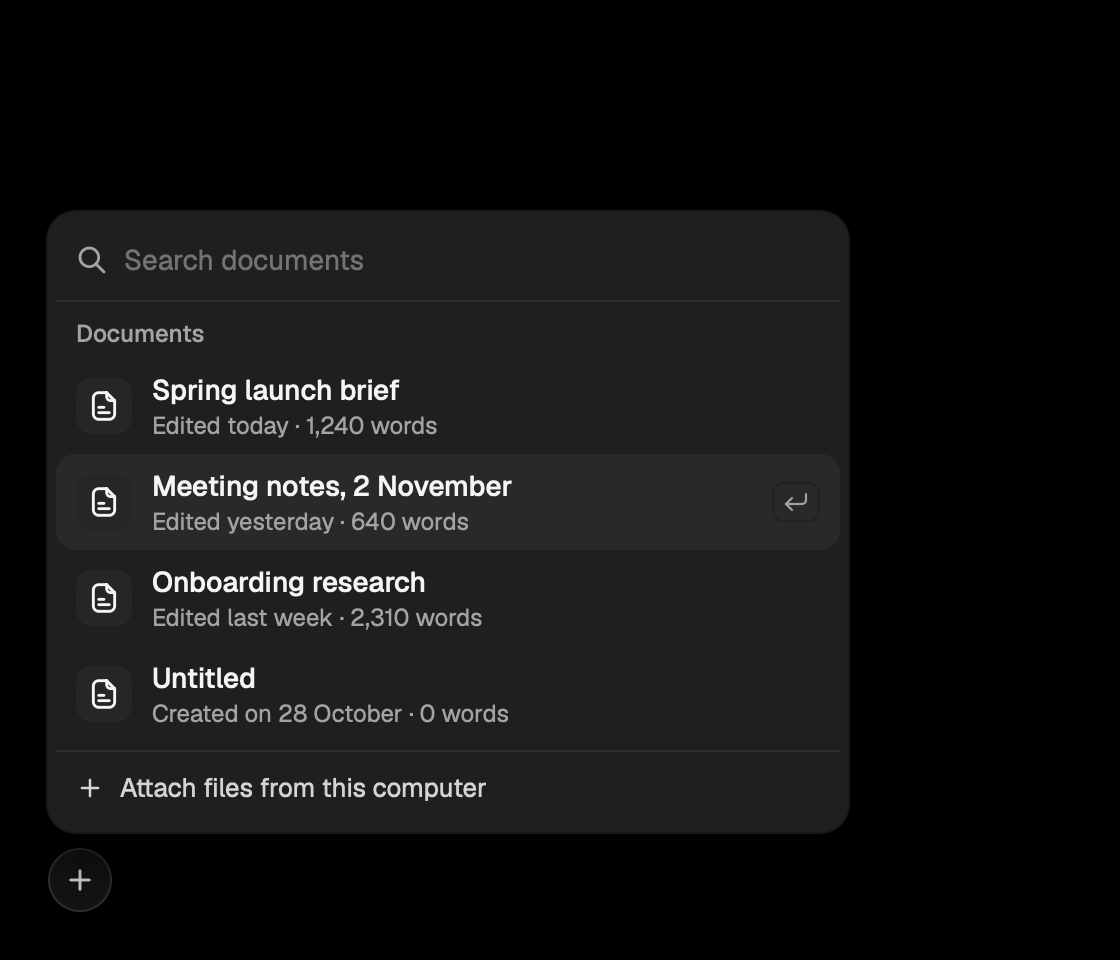 Search documents
Documents
Spring launch brief
Edited today · 1,240 words
Meeting notes, 2 November
Edited yesterday · 640 words
Onboarding research
Edited last week · 2,310 words
Untitled
Created on 28 October · 0 words
Attach files from this computer